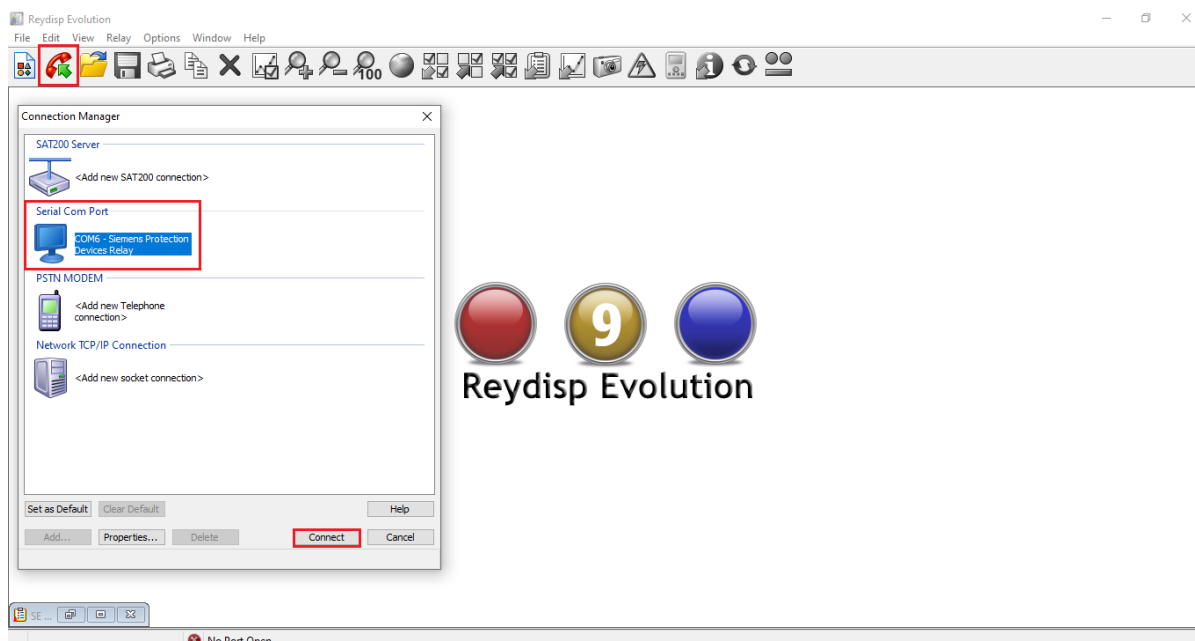 Reydisp Evolution
File Edit View Relay Options Window Help
100
Connection Manager
SAT200 Server
<Add new SAT200 connection>
Serial Com Port
COM6 - Siemens Protection
Devices Relay
PSTN MODEM
<Add new Telephone
connection>
Network TCP/IP Connection
<Add new socket connection>
Set as Default Clear Default Help
Add... Properties... Delete Connect Cancel
9
Reydisp Evolution
SE ...
No Port Open